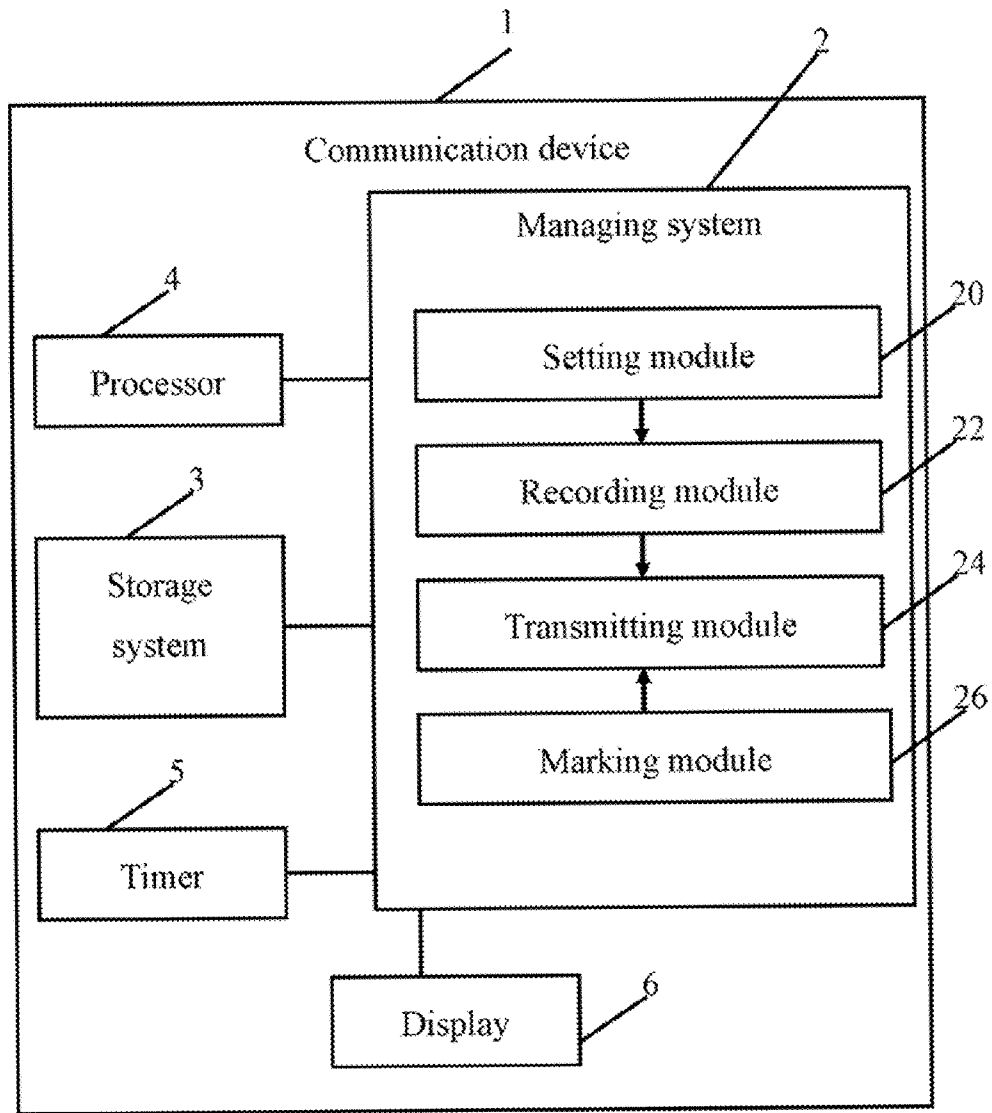 1
2
Communication device
Managing system
4
Processor
20
Setting module
22
Recording module
3
Storage
system
24
Transmitting module
26
Marking module
5
Timer
6
Display